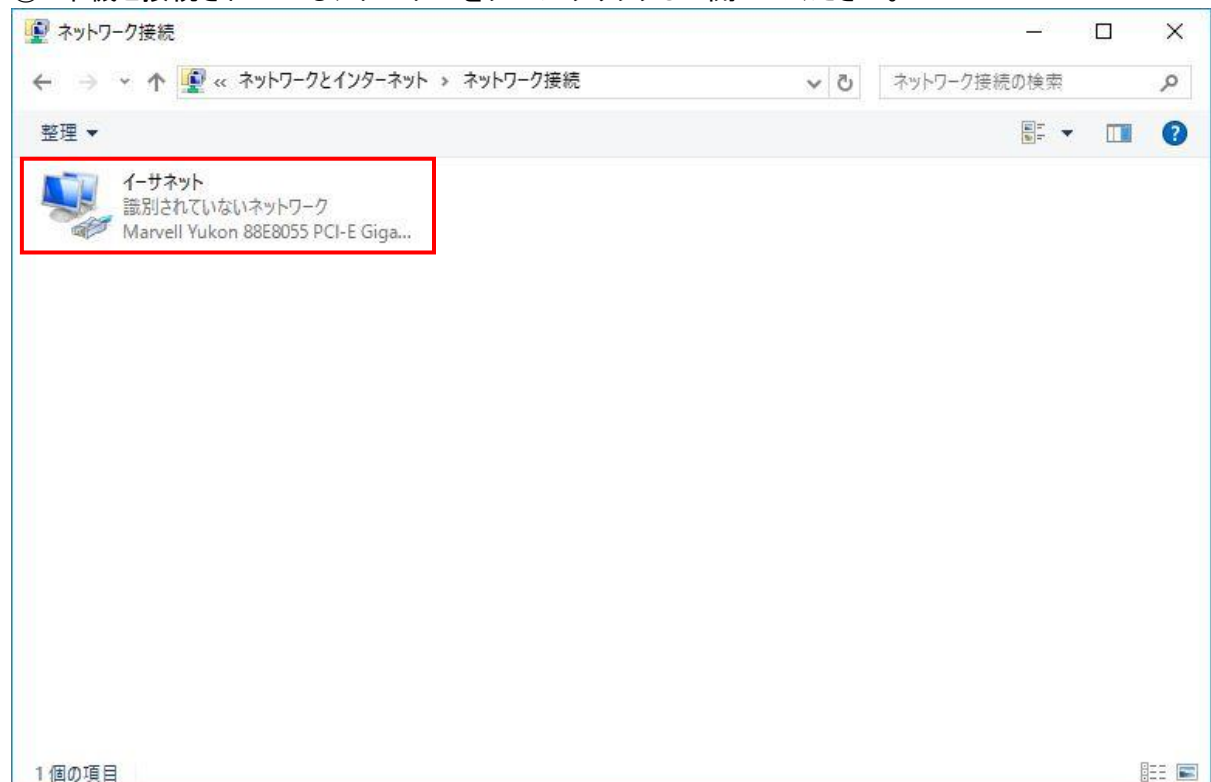 ネットワーク接続
« ネットワークとインターネット › ネットワーク接続
ネットワーク接続の検索
整理
イーサネット
識別されていないネットワーク
Marvell Yukon 88E8055 PCI-E Giga...
1 個の項目